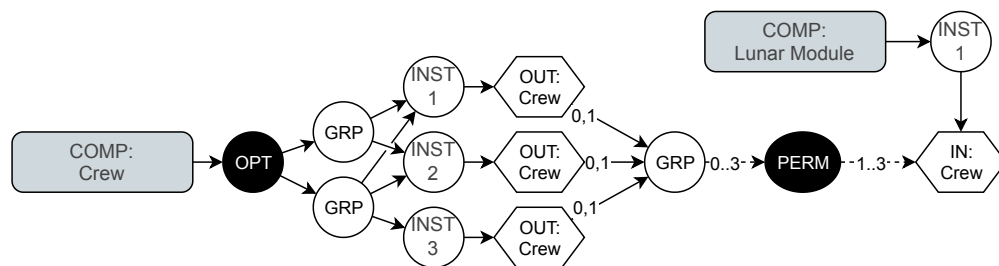 COMP:
Crew
OPT
GRP
GRP
INST
1
INST
2
INST
3
OUT:
Crew
OUT:
Crew
OUT:
Crew
0,1
0,1
0,1
GRP
0..3
PERM
1..3
COMP:
Lunar Module
INST
1
IN:
Crew